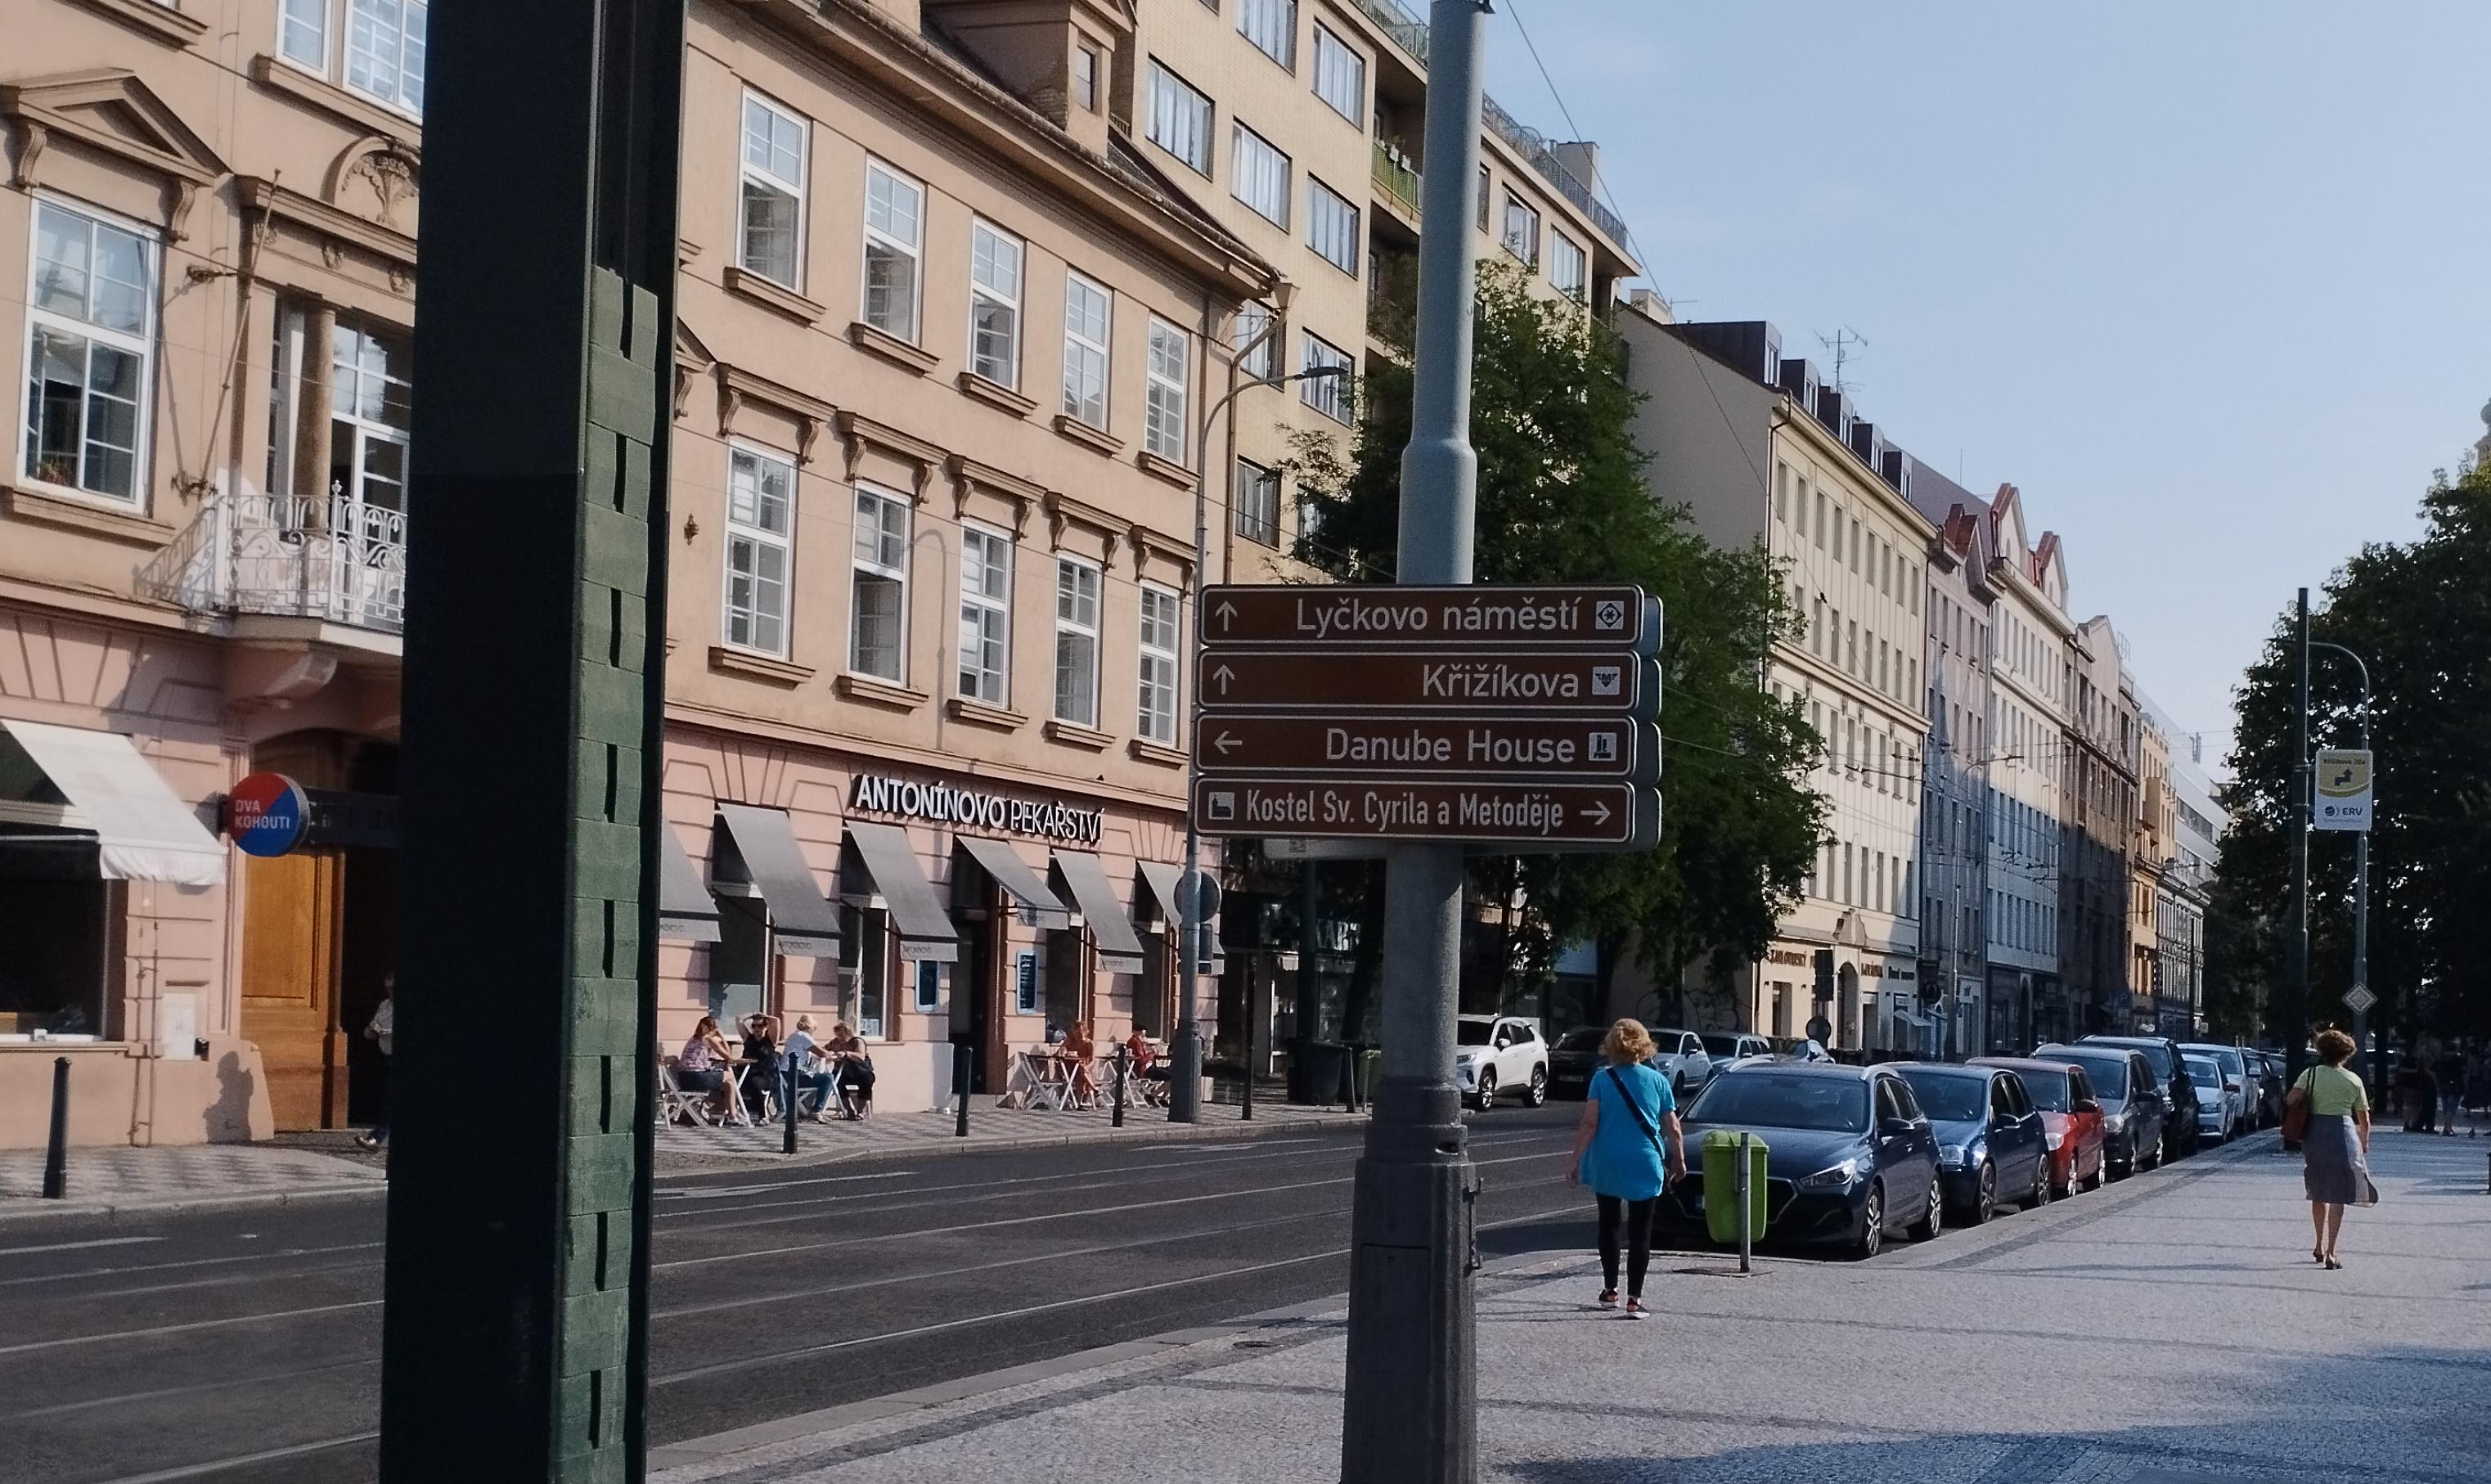 DVA
KOHOUTI
ANTONÍNOVO PEKAŘSTVÍ
Lyčkovo náměstí
Křižíkova
Danube House
Kostel Sv. Cyrila a Metoděje
ERV